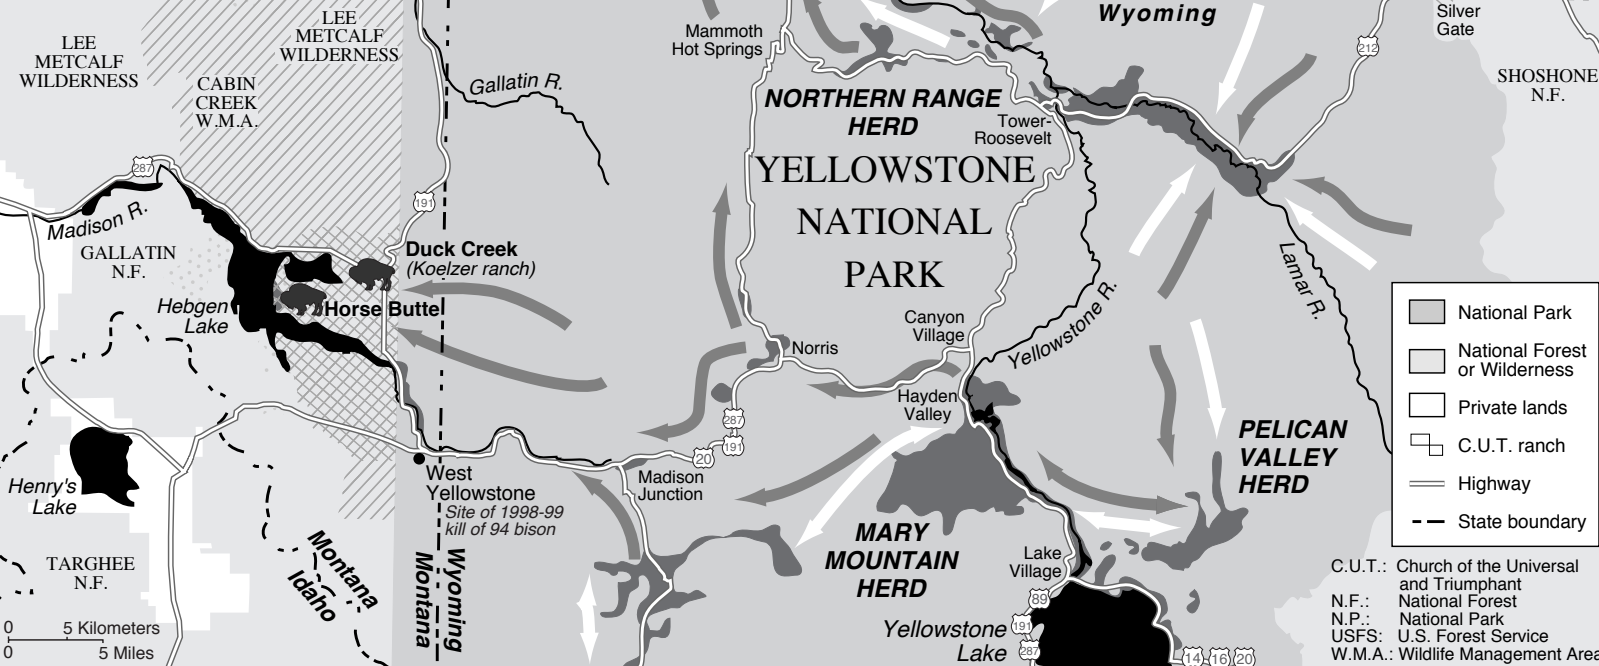 LEE
METCALF
WILDERNESS
LEE
METCALF
WILDERNESS
CABIN
CREEK
W.M.A.
Gallatin R.
Mammoth
Hot Springs
Wyoming
Silver
Gate
212
SHOSHONE
N.F.
NORTHERN RANGE
HERD
Tower-
Roosevelt
YELLOWSTONE
NATIONAL
PARK
287
191
Madison R.
GALLATIN
N.F.
Duck Creek
(Koelzer ranch)
Horse Butte
Hebgen
Lake
Lamar R.
Canyon
Village
Yellowstone R.
Norris
Hayden
Valley
287
191
20
Madison
Junction
West
Yellowstone
Site of 1998-99
kill of 94 bison
Henry's
Lake
TARGHEE
N.F.
Montana
Idaho
Montana
Wyoming
PELICAN
VALLEY
HERD
MARY
MOUNTAIN
HERD
Lake
Village
89
191
287
Yellowstone
Lake
14 16 20
0 5 Kilometers
0 5 Miles
National Park
National Forest
or Wilderness
Private lands
C.U.T. ranch
Highway
State boundary
C.U.T.: Church of the Universal
and Triumphant
N.F.: National Forest
N.P.: National Park
USFS: U.S. Forest Service
W.M.A.: Wildlife Management Area